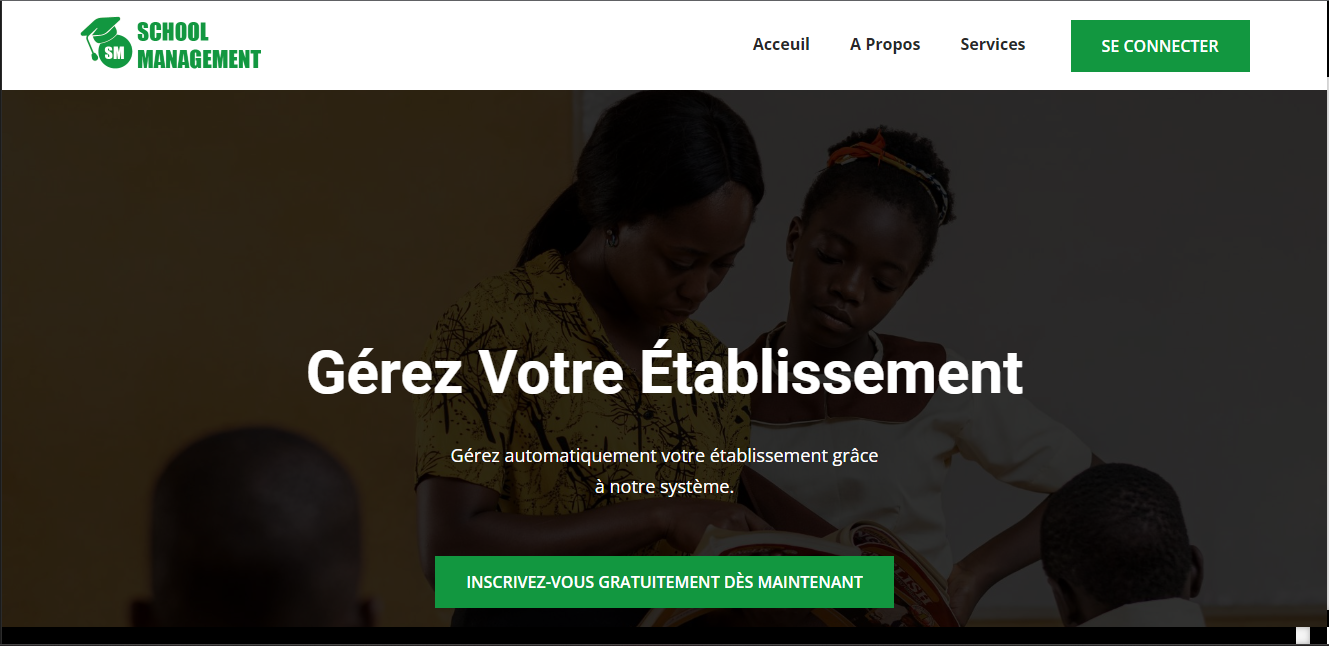 SCHOOL
MANAGEMENT
SM
Acceuil
A Propos
Services
SE CONNECTER
Gérez Votre Établissement
Gérez automatiquement votre établissement grâce
à notre système.
INSCRIVEZ-VOUS GRATUITEMENT DÈS MAINTENANT